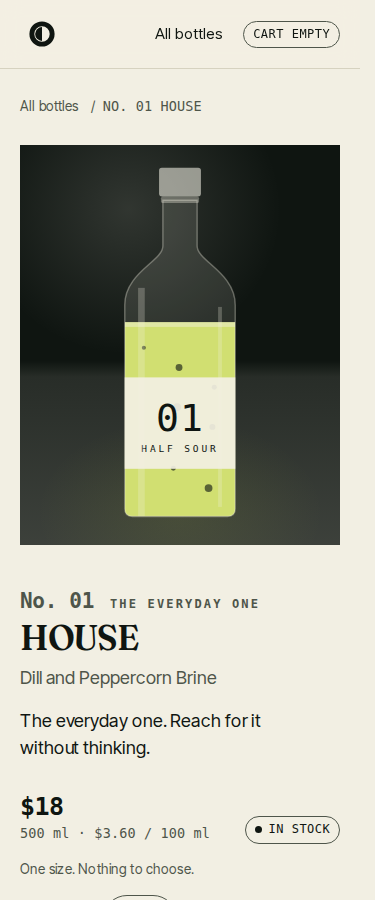 All bottles
CART EMPTY
All bottles / NO. 01 HOUSE
01
HALF SOUR
No. 01 THE EVERYDAY ONE
HOUSE
Dill and Peppercorn Brine
The everyday one. Reach for it
without thinking.
$18
500 ml · $3.60 / 100 ml
IN STOCK
One size. Nothing to choose.